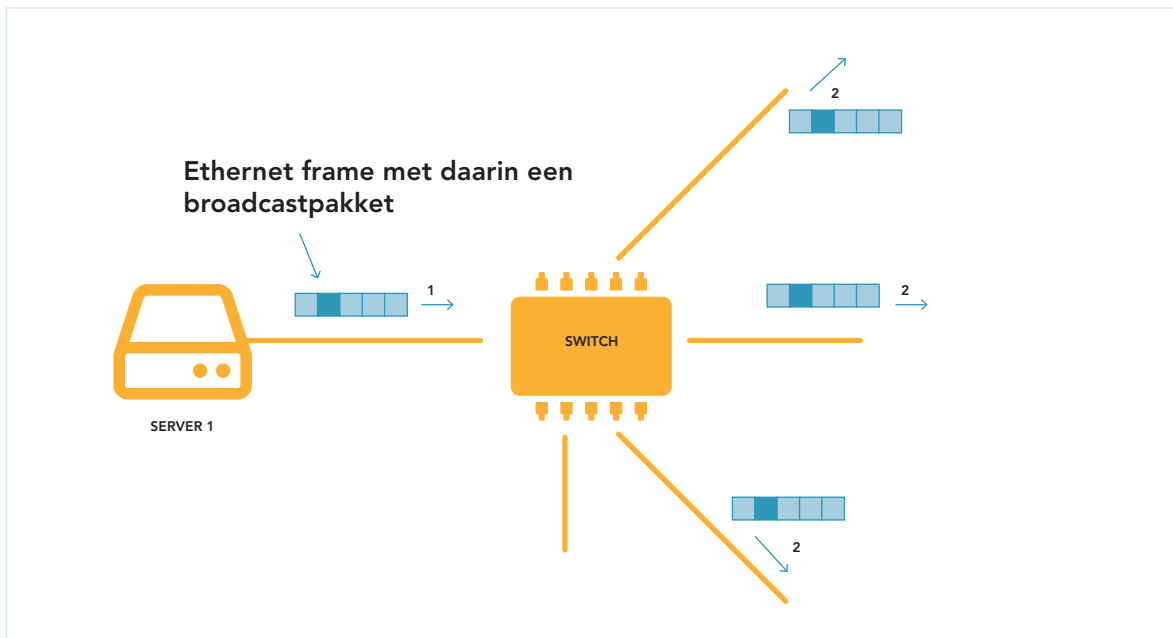 2
Ethernet frame met daarin een
broadcastpakket
1
2
SWITCH
SERVER 1
2